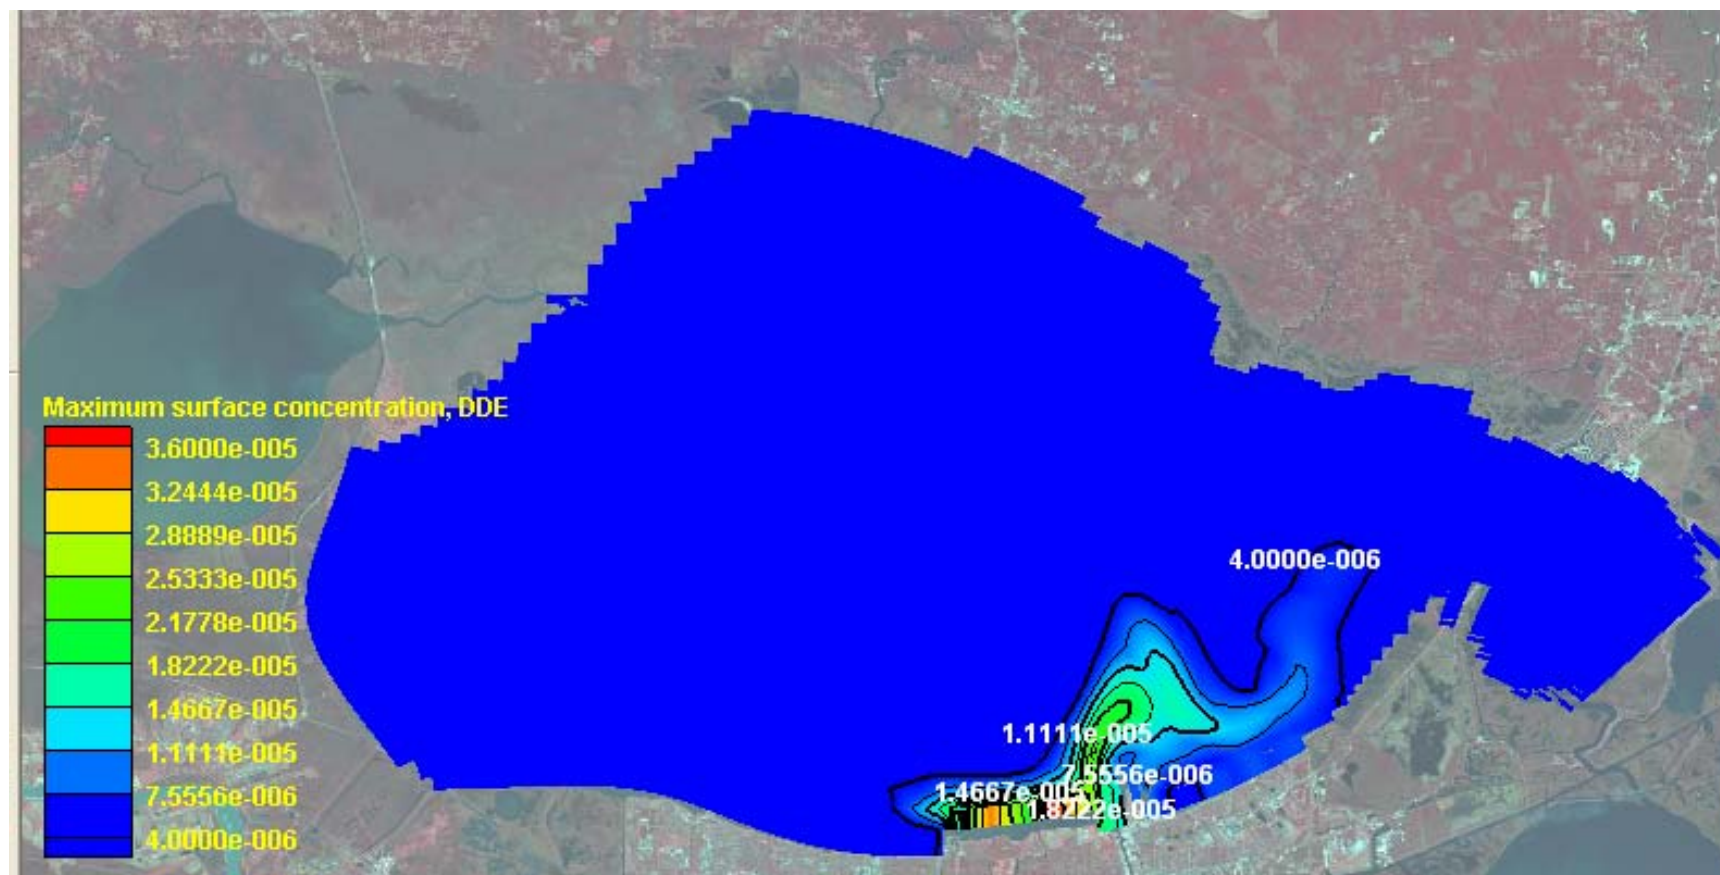 Maximum surface concentration, DDE
3.6000e-005
3.2444e-005
2.8889e-005
2.5333e-005
2.1778e-005
1.8222e-005
1.4667e-005
1.1111e-005
7.5556e-006
4.0000e-006
4.0000e-006
1.1111e-005
7.5556e-006
1.4667e-005
1.8222e-005